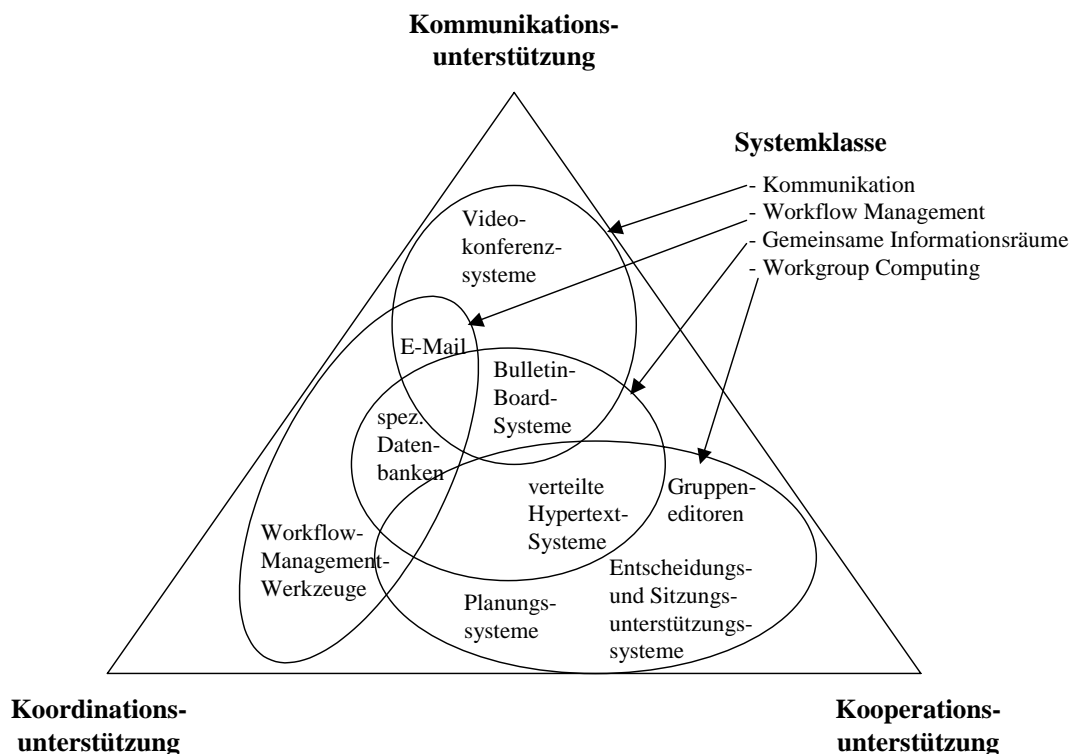 Kommunikations-
unterstützung
Systemklasse
- Kommunikation
- Workflow Management
- Gemeinsame Informationsräume
- Workgroup Computing
Video-
konferenz-
systeme
E-Mail
Bulletin-
Board-
Systeme
spez.
Daten-
banken
verteilte
Hypertext-
Systeme
Gruppen-
editoren
Workflow-
Management-
Werkzeuge
Planungs-
systeme
Entscheidungs-
und Sitzungs-
unterstützungs-
systeme
Koordinations-
unterstützung
Kooperations-
unterstützung